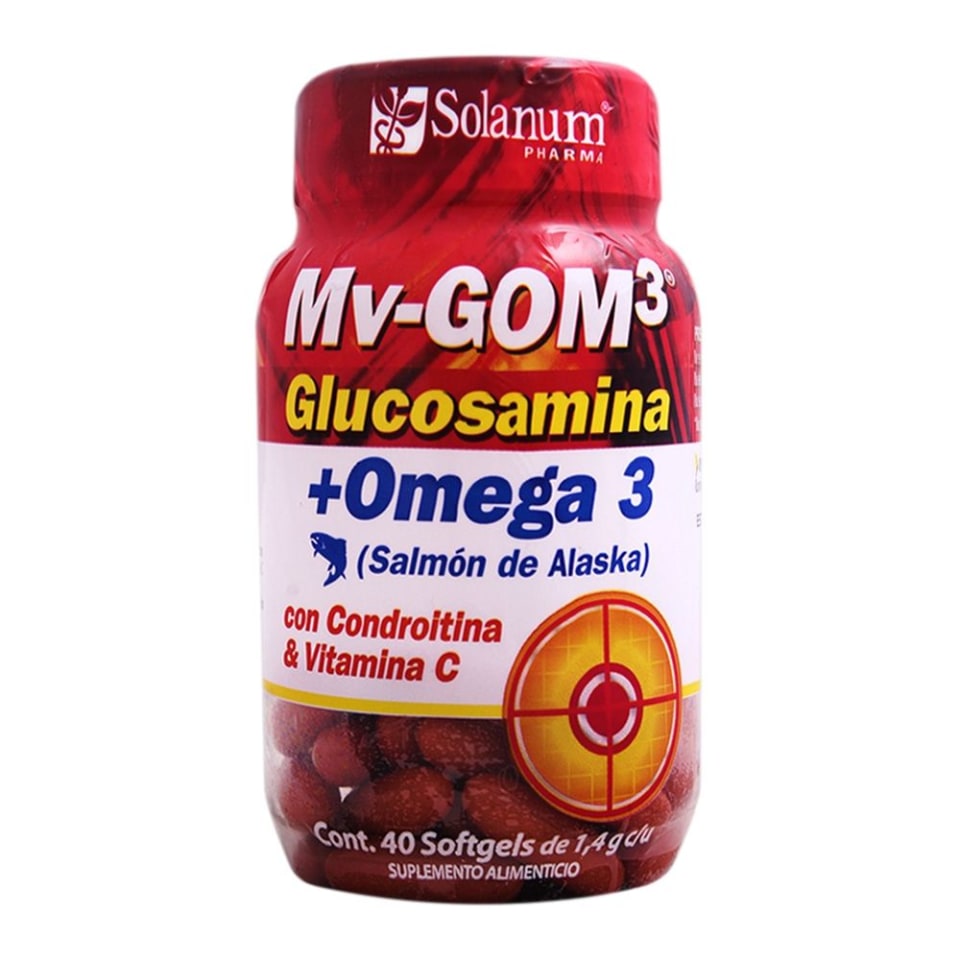 Solanum®
PHARMA
Mv-GOM3®
Glucosamina
+Omega 3
(Salmón de Alaska)
con Condroitina
& Vitamina C
Cont. 40 Softgels de 1,4 g c/u
SUPLEMENTO ALIMENTICIO